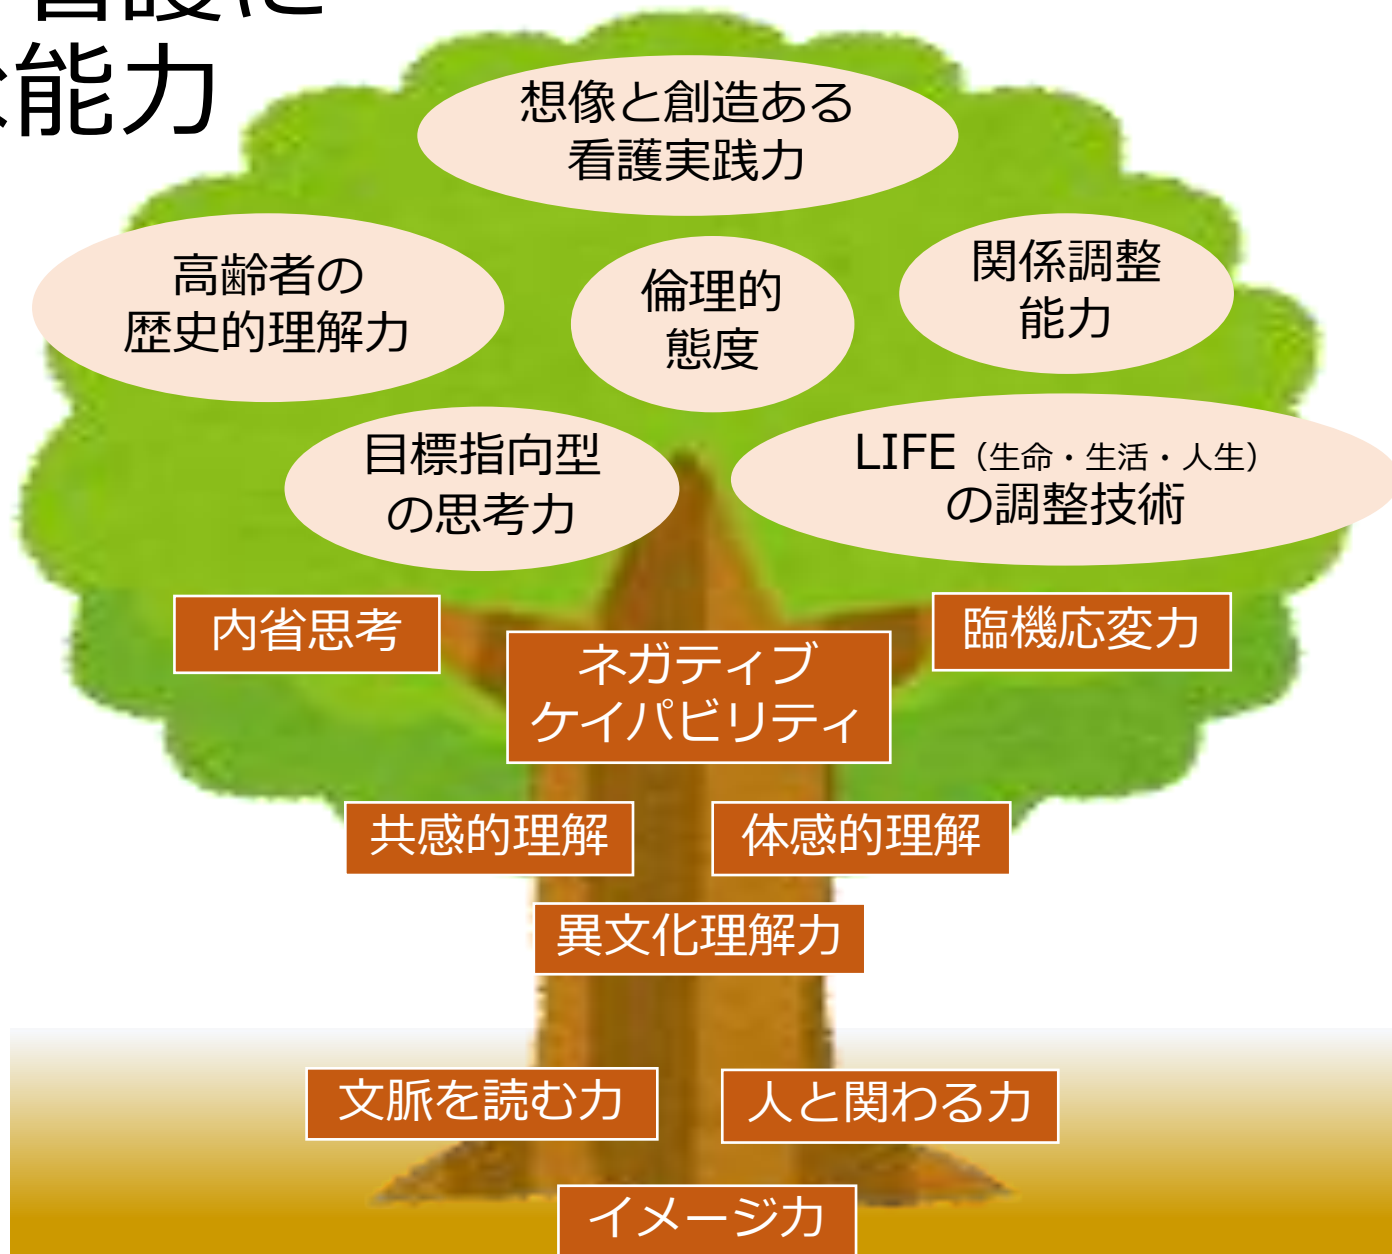 看護に
な能力
想像と創造ある
看護実践力
高齢者の
歴史的理解力
倫理的
態度
関係調整
能力
目標指向型
の思考力
LIFE（生命・生活・人生）
の調整技術
内省思考
ネガティブ
ケイパビリティ
臨機応変力
共感的理解
体感的理解
異文化理解力
文脈を読む力
人と関わる力
イメージ力